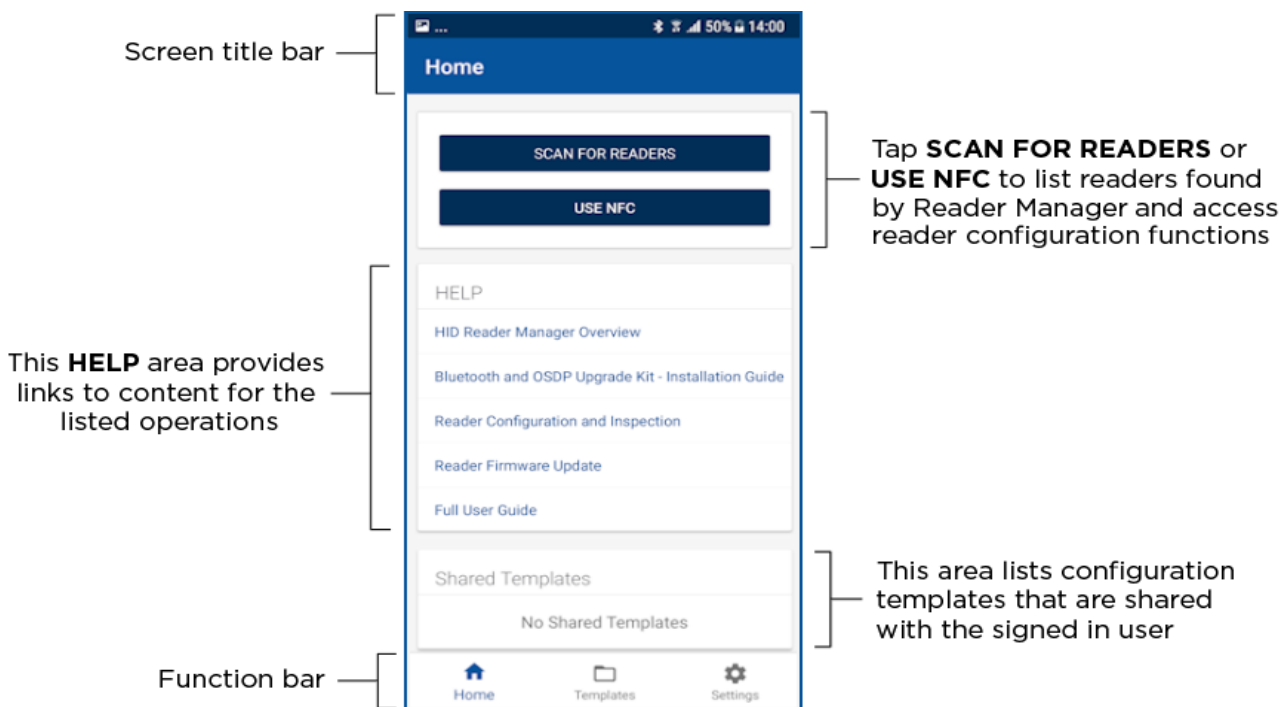 Screen title bar
... 50% 14:00
Home
SCAN FOR READERS
USE NFC
Tap SCAN FOR READERS or
USE NFC to list readers found
by Reader Manager and access
reader configuration functions
HELP
HID Reader Manager Overview
Bluetooth and OSDP Upgrade Kit - Installation Guide
Reader Configuration and Inspection
Reader Firmware Update
Full User Guide
This HELP area provides
links to content for the
listed operations
Shared Templates
No Shared Templates
This area lists configuration
templates that are shared
with the signed in user
Function bar
Home Templates Settings